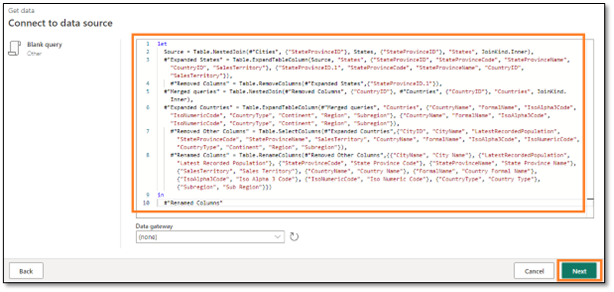 Get data
Connect to data source
Blank query
Other
1 let
2 Source = Table.NestedJoin(#"Cities", {"StateProvinceID"}, States, {"StateProvinceID"}, "States", JoinKind.Inner),
3 #"Expanded States" = Table.ExpandTableColumn(Source, "States", {"StateProvinceID", "StateProvinceCode", "StateProvinceName",
"CountryID", "SalesTerritory"}, {"StateProvinceID.1", "StateProvinceCode", "StateProvinceName", "CountryID",
"SalesTerritory"}),
4 #"Removed Columns" = Table.RemoveColumns(#"Expanded States",{"StateProvinceID.1"}),
5 #"Merged queries" = Table.NestedJoin(#"Removed Columns", {"CountryID"}, #"Countries", {"CountryID"}, "Countries", JoinKind.
Inner),
6 #"Expanded Countries" = Table.ExpandTableColumn(#"Merged queries", "Countries", {"CountryName", "FormalName", "IsoAlpha3Code",
"IsoNumericCode", "CountryType", "Continent", "Region", "Subregion"}, {"CountryName", "FormalName", "IsoAlpha3Code",
"IsoNumericCode", "CountryType", "Continent", "Region", "Subregion"}),
7 #"Removed Other Columns" = Table.SelectColumns(#"Expanded Countries",{"CityID", "CityName", "LatestRecordedPopulation",
"StateProvinceCode", "StateProvinceName", "SalesTerritory", "CountryName", "FormalName", "IsoAlpha3Code", "IsoNumericCode",
"CountryType", "Continent", "Region", "Subregion"}),
8 #"Renamed Columns" = Table.RenameColumns(#"Removed Other Columns",{{"CityName", "City Name"}, {"LatestRecordedPopulation",
"Latest Recorded Population"}, {"StateProvinceCode", "State Province Code"}, {"StateProvinceName", "State Province Name"},
{"SalesTerritory", "Sales Territory"}, {"CountryName", "Country Name"}, {"FormalName", "Country Formal Name"},
{"IsoAlpha3Code", "Iso Alpha 3 Code"}, {"IsoNumericCode", "Iso Numeric Code"}, {"CountryType", "Country Type"},
{"Subregion", "Sub Region"}})
9 in
10 #"Renamed Columns"
Data gateway
(none)
Back
Cancel
Next